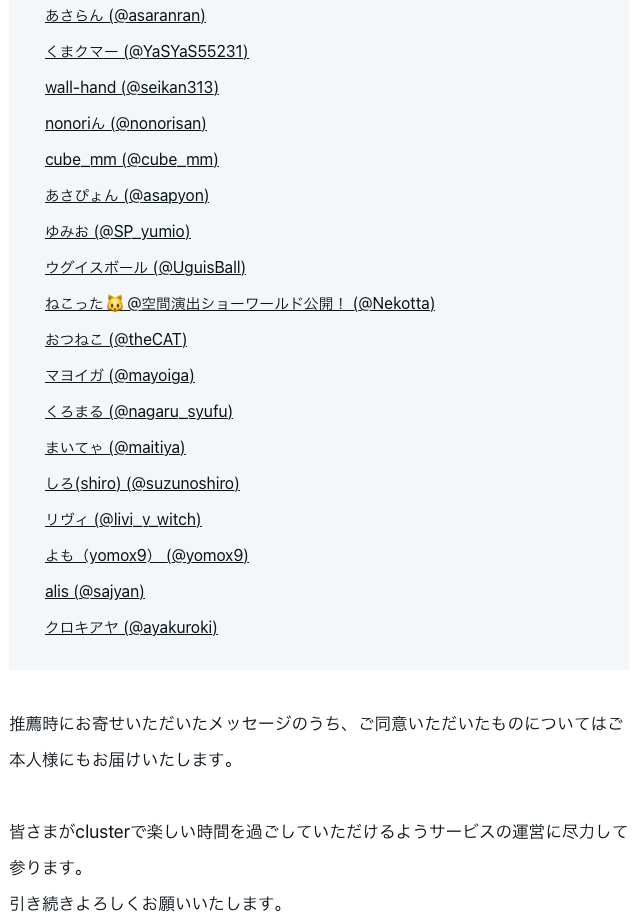 あさらん (@asaranran)
くまクマー (@YaSYaS55231)
wall-hand (@seikan313)
nonoriん (@nonorisan)
cube_mm (@cube_mm)
あさぴょん (@asapyon)
ゆみお (@SP_yumio)
ウグイスボール (@UguisBall)
ねこった🐱@空間演出ショーワールド公開！ (@Nekotta)
おつねこ (@theCAT)
マヨイガ (@mayoiga)
くろまる (@nagaru_syufu)
まいてゃ (@maitiya)
しろ(shiro) (@suzunoshiro)
リヴィ (@livi_v_witch)
よも（yomox9） (@yomox9)
alis (@sajyan)
クロキアヤ (@ayakuroki)
推薦時にお寄せいただいたメッセージのうち、ご同意いただいたものについてはご
本人様にもお届けいたします。
皆さまがclusterで楽しい時間を過ごしていただけるようサービスの運営に尽力して
参ります。
引き続きよろしくお願いいたします。